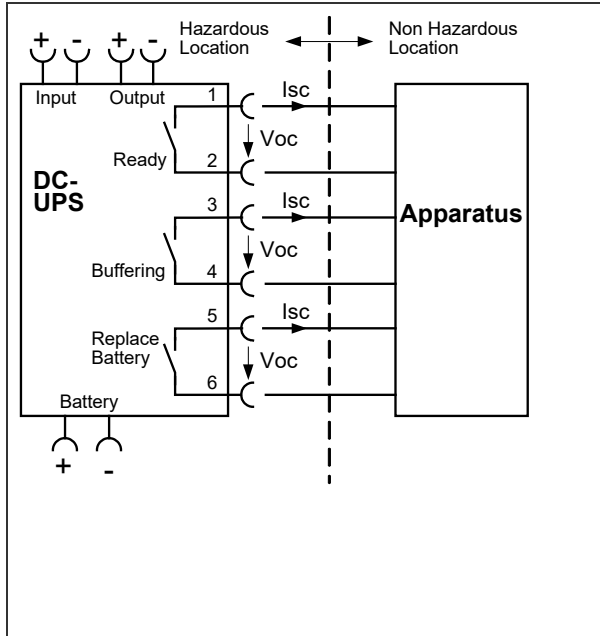 Hazardous
Location
Non Hazardous
Location
+ - + -
Input Output
DC-
UPS
1
Isc
Voc
Ready
2
3
Isc
Voc
Buffering
4
5
Isc
Replace
Battery
Voc
6
Battery
+ -
Apparatus